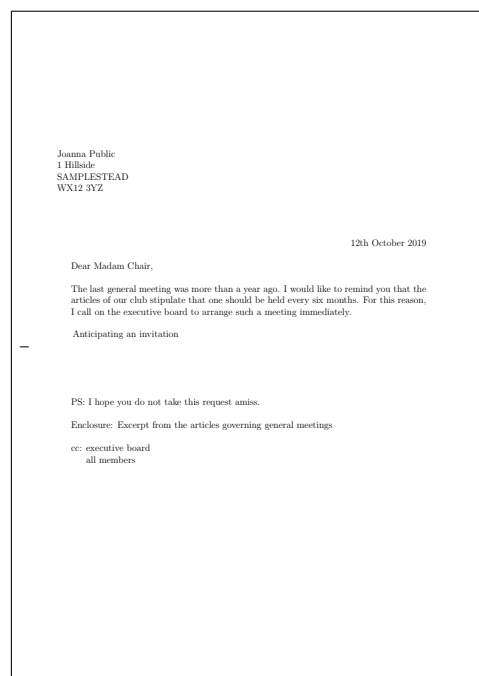 Joanna Public
1 Hillside
SAMPLESTEAD
WX12 3YZ
12th October 2019
Dear Madam Chair,
The last general meeting was more than a year ago. I would like to remind you that the
articles of our club stipulate that one should be held every six months. For this reason,
I call on the executive board to arrange such a meeting immediately.
Anticipating an invitation
PS: I hope you do not take this request amiss.
Enclosure: Excerpt from the articles governing general meetings
cc: executive board
all members